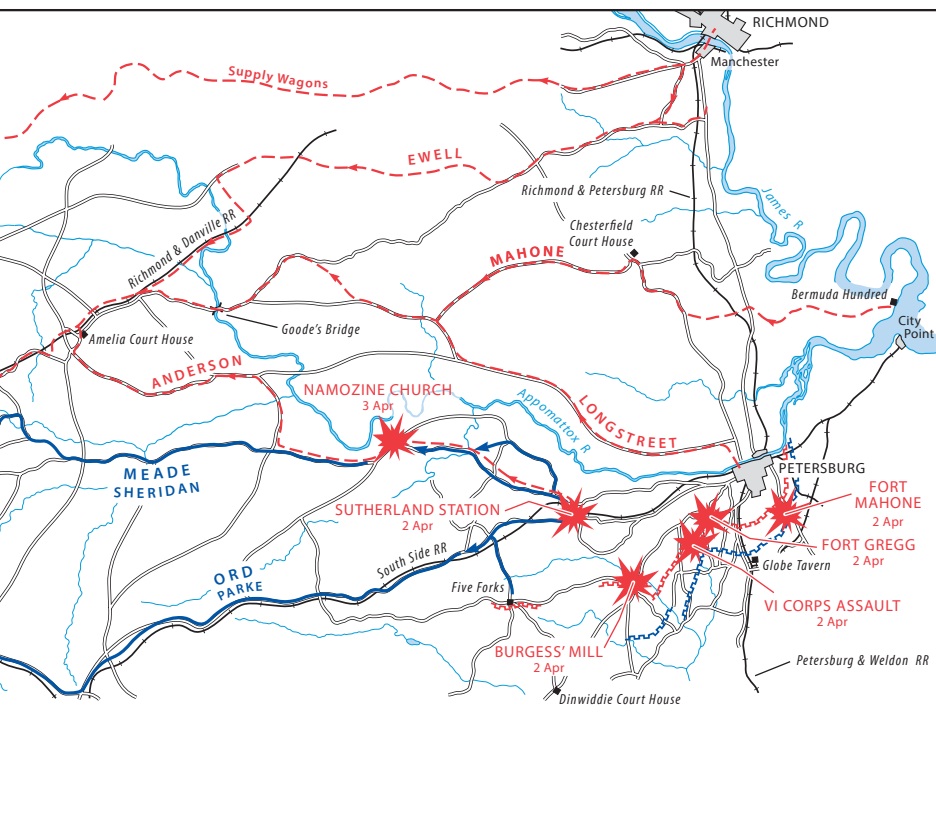 RICHMOND
Manchester
Supply Wagons
EWELL
Richmond & Petersburg RR
James R
Chesterfield
Court House
Richmond & Danville RR
MAHONE
Bermuda Hundred
City
Point
Goode's Bridge
Amelia Court House
ANDERSON
NAMOZINE CHURCH
3 Apr
LONGSTREET
Appomattox R
PETERSBURG
MEADE
SHERIDAN
FORT
MAHONE
2 Apr
SUTHERLAND STATION
2 Apr
FORT GREGG
2 Apr
South Side RR
Globe Tavern
ORD
PARKE
Five Forks
VI CORPS ASSAULT
2 Apr
BURGESS' MILL
2 Apr
Petersburg & Weldon RR
Dinwiddie Court House